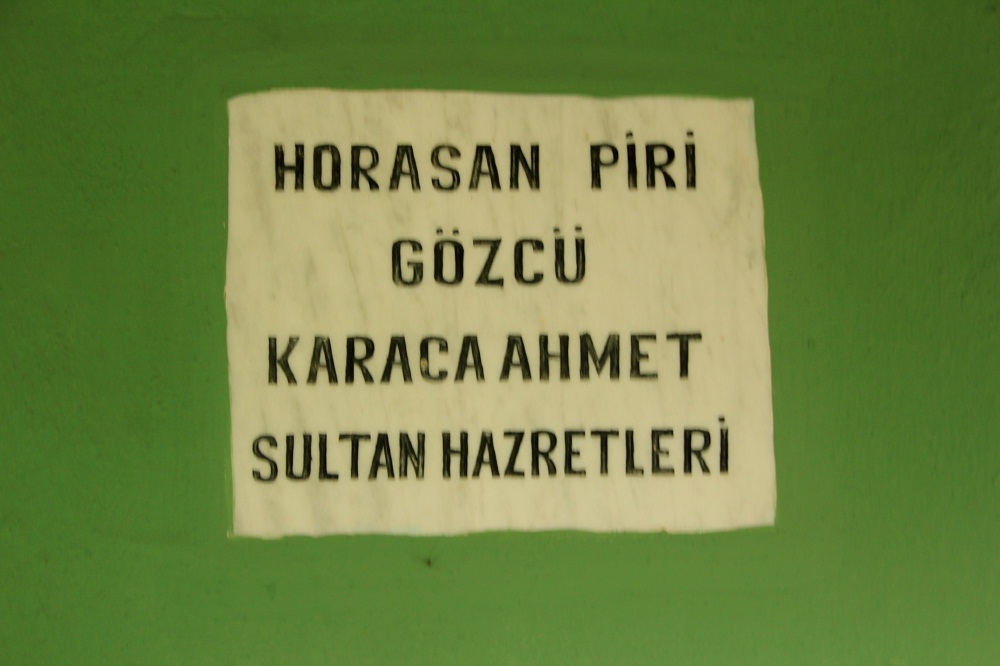 HORASAN PİRİ
GÖZCÜ
KARACA AHMET
SULTAN HAZRETLERİ